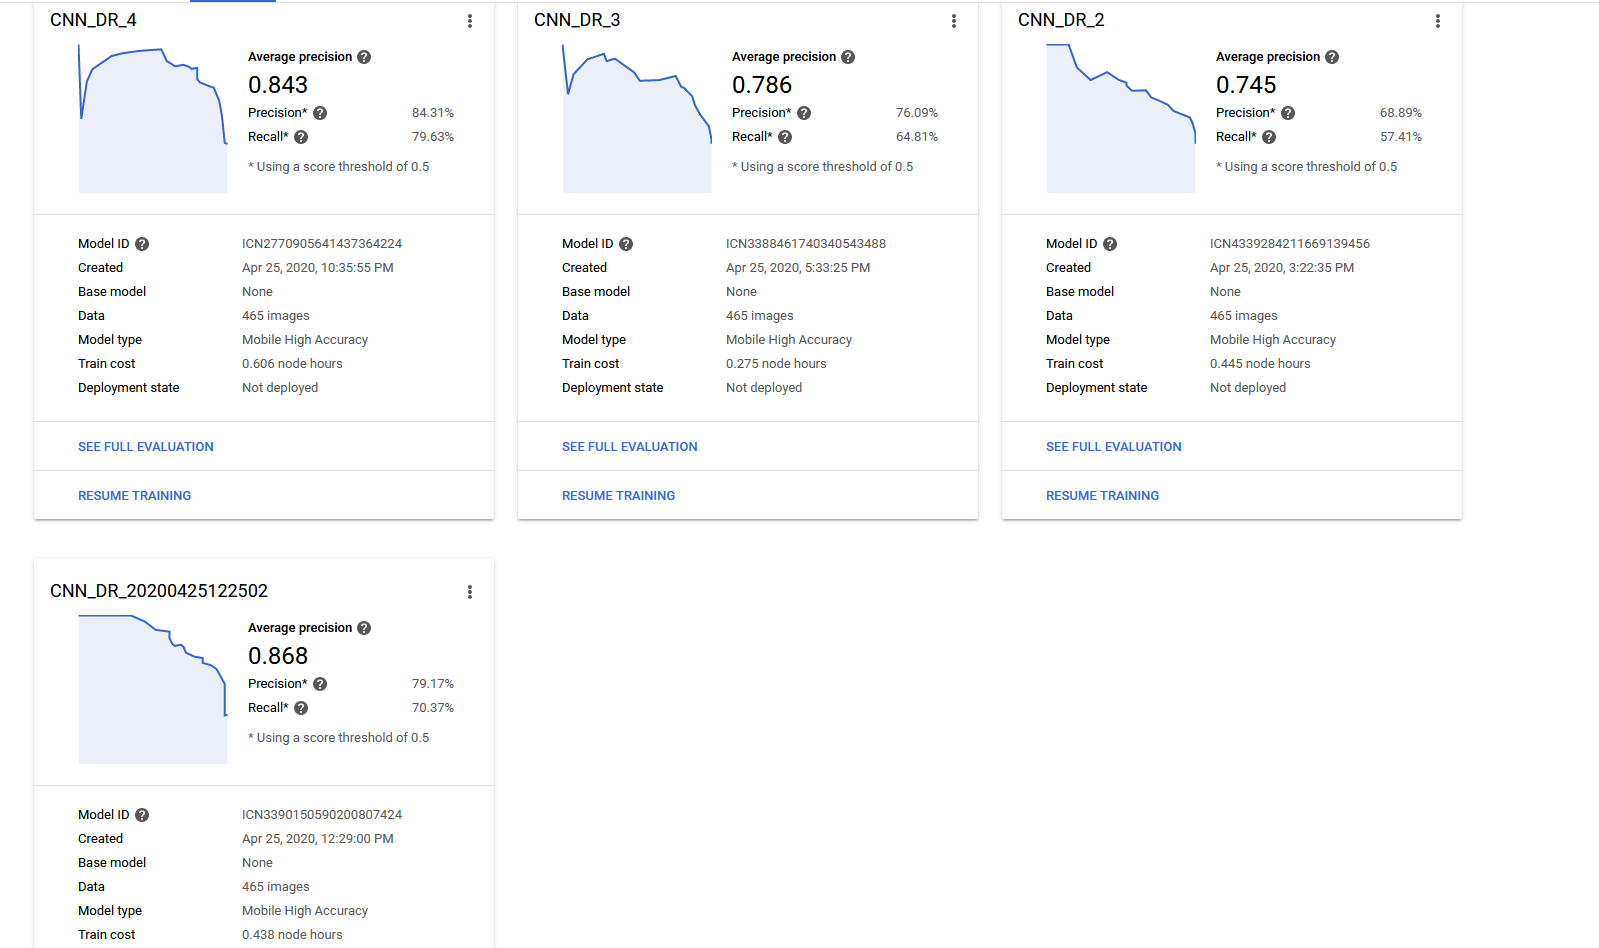 CNN_DR_4
Average precision ?
0.843
Precision* ? 84.31%
Recall* ? 79.63%
* Using a score threshold of 0.5
Model ID ? ICN2770905641437364224
Created Apr 25, 2020, 10:35:55 PM
Base model None
Data 465 images
Model type Mobile High Accuracy
Train cost 0.606 node hours
Deployment state Not deployed
SEE FULL EVALUATION
RESUME TRAINING
CNN_DR_3
Average precision ?
0.786
Precision* ? 76.09%
Recall* ? 64.81%
* Using a score threshold of 0.5
Model ID ? ICN3388461740340543488
Created Apr 25, 2020, 5:33:25 PM
Base model None
Data 465 images
Model type Mobile High Accuracy
Train cost 0.275 node hours
Deployment state Not deployed
SEE FULL EVALUATION
RESUME TRAINING
CNN_DR_2
Average precision ?
0.745
Precision* ? 68.89%
Recall* ? 57.41%
* Using a score threshold of 0.5
Model ID ? ICN4339284211669139456
Created Apr 25, 2020, 3:22:35 PM
Base model None
Data 465 images
Model type Mobile High Accuracy
Train cost 0.445 node hours
Deployment state Not deployed
SEE FULL EVALUATION
RESUME TRAINING
CNN_DR_20200425122502
Average precision ?
0.868
Precision* ? 79.17%
Recall* ? 70.37%
* Using a score threshold of 0.5
Model ID ? ICN3390150590200807424
Created Apr 25, 2020, 12:29:00 PM
Base model None
Data 465 images
Model type Mobile High Accuracy
Train cost 0.438 node hours